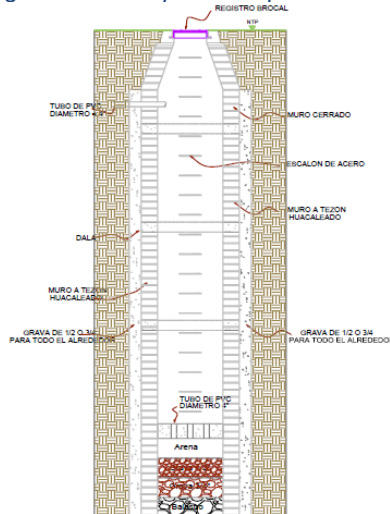 REGISTRO BROCAL
NTP
TUBO DE PVC
DIAMETRO 4"
MURO CERRADO
ESCALON DE ACERO
MURO A TEZON
HUACALEADO
DALA
MURO A TEZON
HUACALEADO
GRAVA DE 1/2 O 3/4
PARA TODO EL ALREDEDOR
GRAVA DE 1/2 O 3/4
PARA TODO EL ALREDEDO
TUBO DE PVC
DIAMETRO 4"
Arena
Balastro